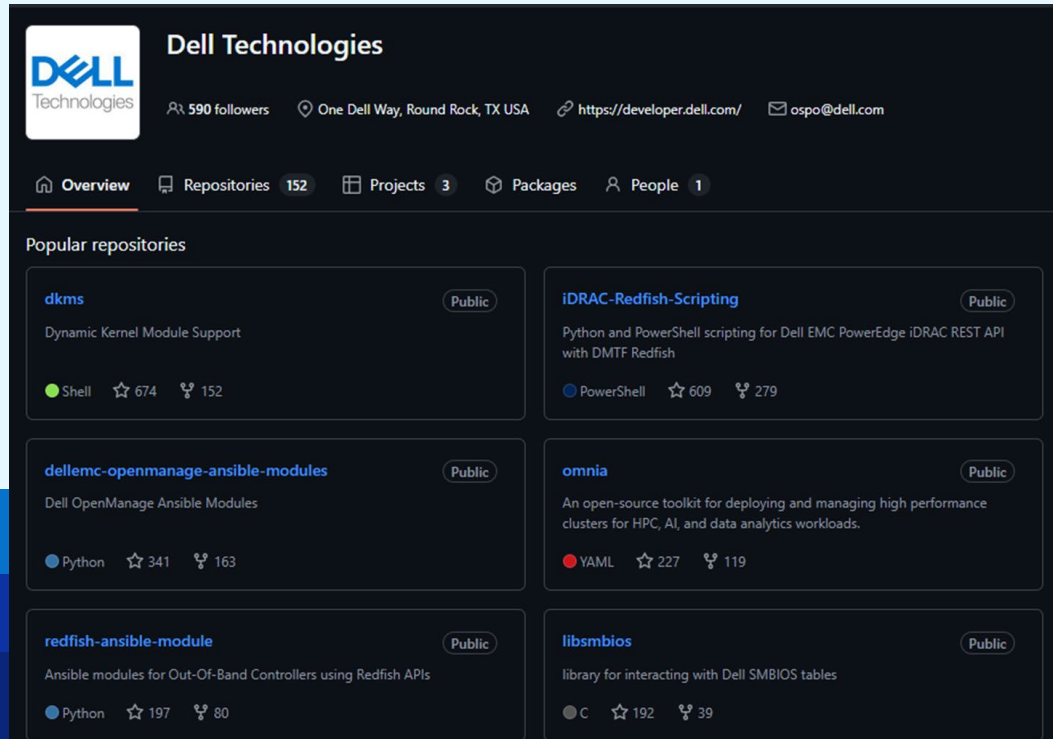 DELL
Technologies
Dell Technologies
590 followers One Dell Way, Round Rock, TX USA https://developer.dell.com/ ospo@dell.com
Overview Repositories 152 Projects 3 Packages People 1
Popular repositories
dkms Public
Dynamic Kernel Module Support
Shell 674 152
iDRAC-Redfish-Scripting Public
Python and PowerShell scripting for Dell EMC PowerEdge iDRAC REST API
with DMTF Redfish
PowerShell 609 279
dellemc-openmanage-ansible-modules Public
Dell OpenManage Ansible Modules
Python 341 163
omnia Public
An open-source toolkit for deploying and managing high performance
clusters for HPC, AI, and data analytics workloads.
YAML 227 119
redfish-ansible-module Public
Ansible modules for Out-Of-Band Controllers using Redfish APIs
Python 197 80
libsmbios Public
library for interacting with Dell SMBIOS tables
C 192 39